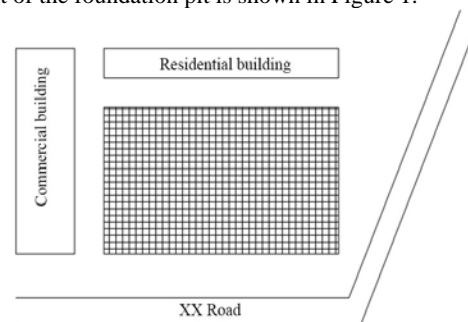 of the foundation pit is shown in Figure 1.
Residential building
Commercial building
XX Road